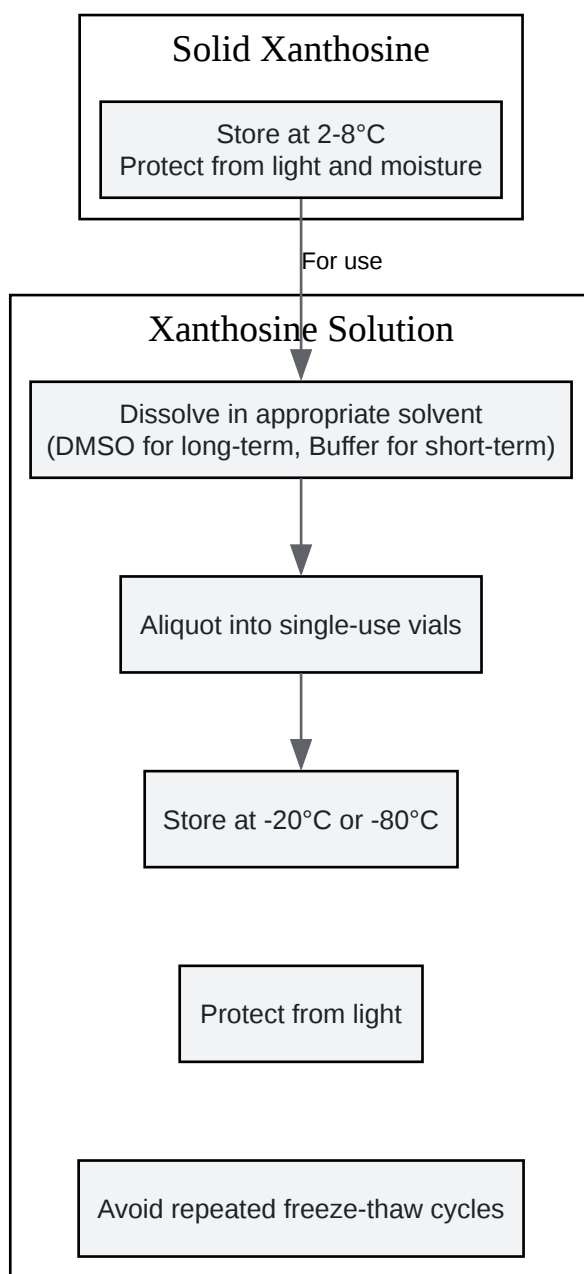 Solid Xanthosine
Store at 2-8°C
Protect from light and moisture
For use
Xanthosine Solution
Dissolve in appropriate solvent
(DMSO for long-term, Buffer for short-term)
Aliquot into single-use vials
Store at -20°C or -80°C
Protect from light
Avoid repeated freeze-thaw cycles